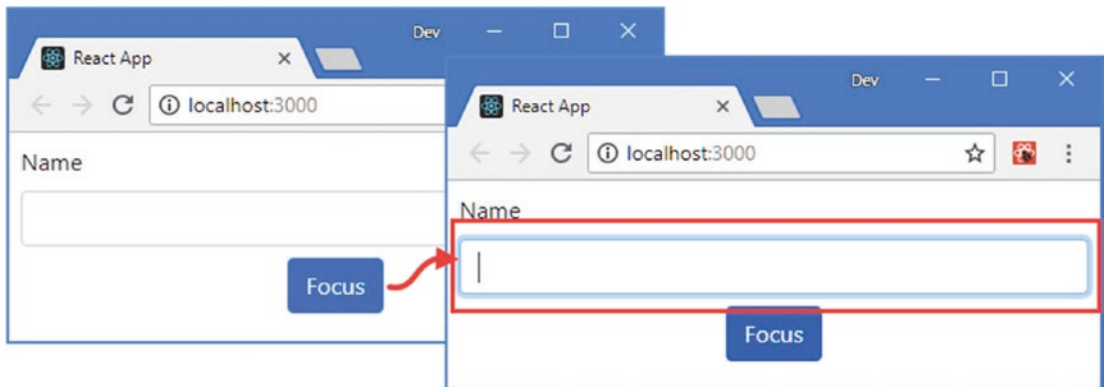 Dev
React App
localhost:3000
Name
Focus
Dev
React App
localhost:3000
Name
Focus